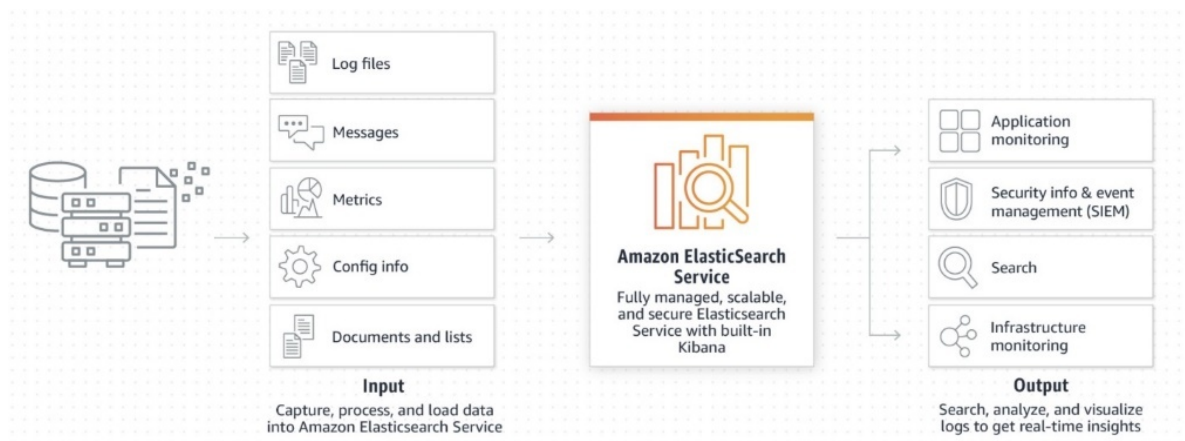 Log files
Messages
Metrics
Config info
Documents and lists
Input
Capture, process, and load data
into Amazon Elasticsearch Service
Amazon ElasticSearch
Service
Fully managed, scalable,
and secure Elasticsearch
Service with built-in
Kibana
Application
monitoring
Security info & event
management (SIEM)
Search
Infrastructure
monitoring
Output
Search, analyze, and visualize
logs to get real-time insights